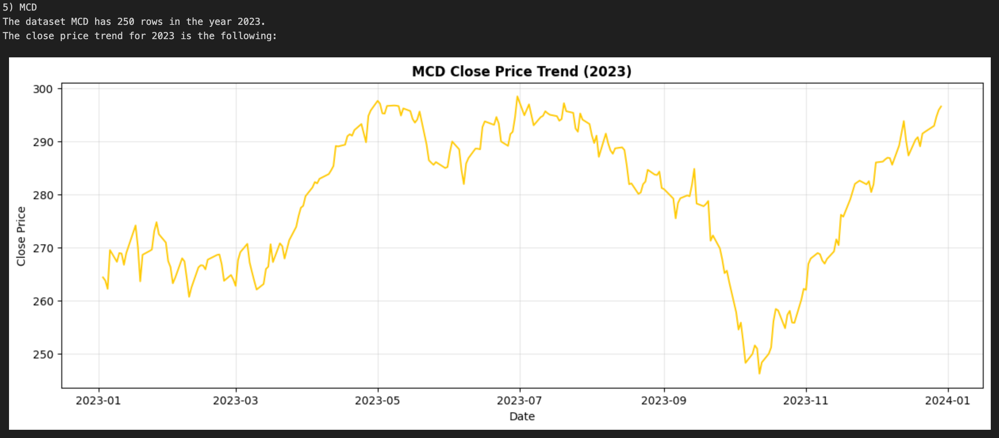 5) MCD
The dataset MCD has 250 rows in the year 2023.
The close price trend for 2023 is the following:
MCD Close Price Trend (2023)
300
290
280
270
260
250
Close Price
2023-01 2023-03 2023-05 2023-07 2023-09 2023-11 2024-01
Date